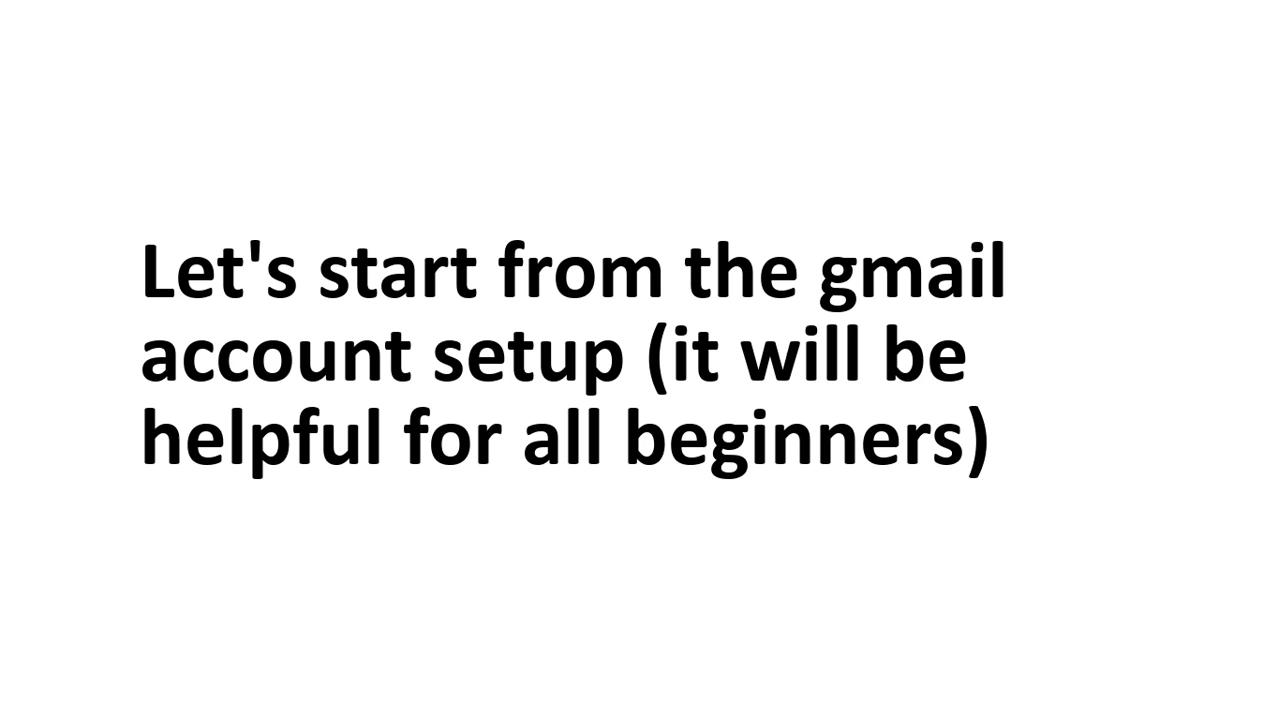 Let's start from the gmail
account setup (it will be
helpful for all beginners)